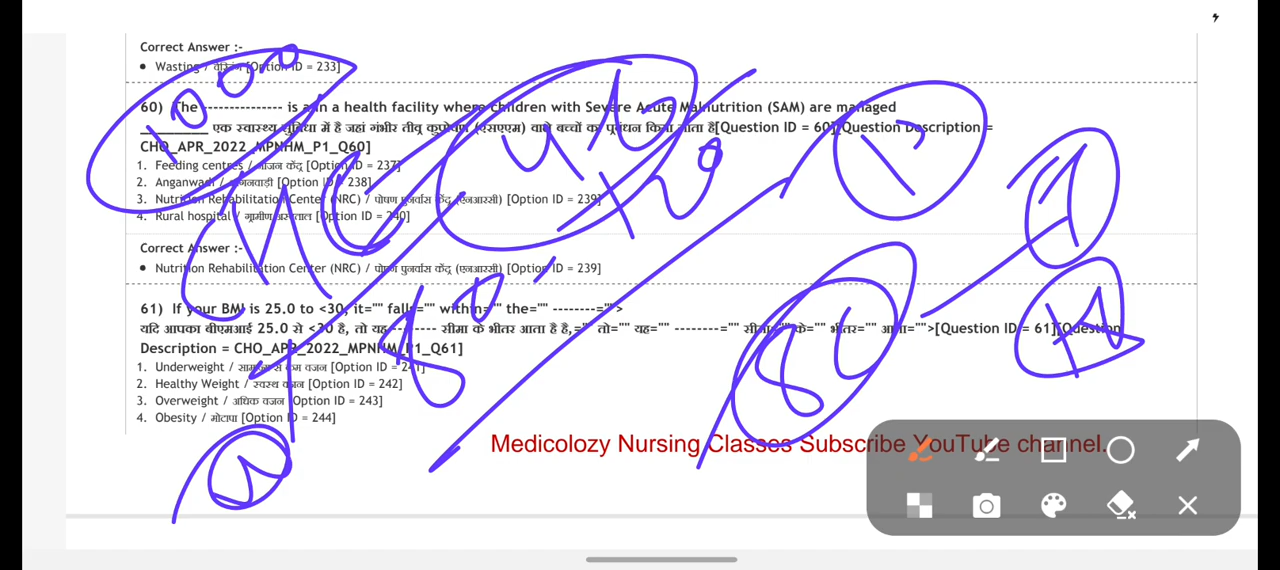 Correct Answer :-
• Wasting / वेस्टिंग [Option ID = 233]
60) The --------------- is a in a health facility where children with Severe Acute Malnutrition (SAM) are managed
________ एक स्वास्थ्य सुविधा में है जहां गंभीर तीव्र कुपोषण (एसएएम) वाले बच्चों का प्रबंधन किया जाता है[Question ID = 60][Question Description =
CHO_APR_2022_MPNHM_P1_Q60]
1. Feeding centres / भोजन केंद्र [Option ID = 237]
2. Anganwadi / आंगनवाड़ी [Option ID = 238]
3. Nutrition Rehabilitation Center (NRC) / पोषण पुनर्वास केंद्र (एनआरसी) [Option ID = 239]
4. Rural hospital / ग्रामीण अस्पताल [Option ID = 240]
Correct Answer :-
• Nutrition Rehabilitation Center (NRC) / पोषण पुनर्वास केंद्र (एनआरसी) [Option ID = 239]
61) If your BMI is 25.0 to <30, it="" falls="" within="" the="" --------="">
यदि आपका बीएमआई 25.0 से <30 है, तो यह -------- सीमा के भीतर आता है है,="" तो="" यह="" --------="" सीमा="" के="" भीतर="" आता="">[Question ID = 61][Question
Description = CHO_APR_2022_MPNHM_P1_Q61]
1. Underweight / सामान्य से कम वजन [Option ID = 241]
2. Healthy Weight / स्वस्थ वजन [Option ID = 242]
3. Overweight / अधिक वजन [Option ID = 243]
4. Obesity / मोटापा [Option ID = 244]
Medicolozy Nursing Classes Subscribe YouTube channel.